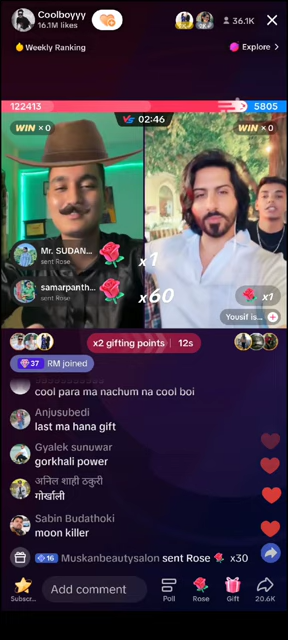 Coolboyyy
16.1M likes
36.1K
Weekly Ranking
Explore >
122413
5805
WIN x 0
VS 02:46
WIN x 0
Mr. SUDAN...
sent Rose
x1
samarpanth...
sent Rose
x60
x1
Yousif is...
x2 gifting points | 12s
37 RM joined
cool para ma nachum na cool boi
Anjusubedi
last ma hana gift
Gyalek sunuwar
gorkhali power
अनिल शाही ठकुरी
गोर्खाली
Sabin Budathoki
moon killer
16 Muskanbeautysalon sent Rose x30
Subscr...
Add comment
Poll
Rose
Gift
20.6K